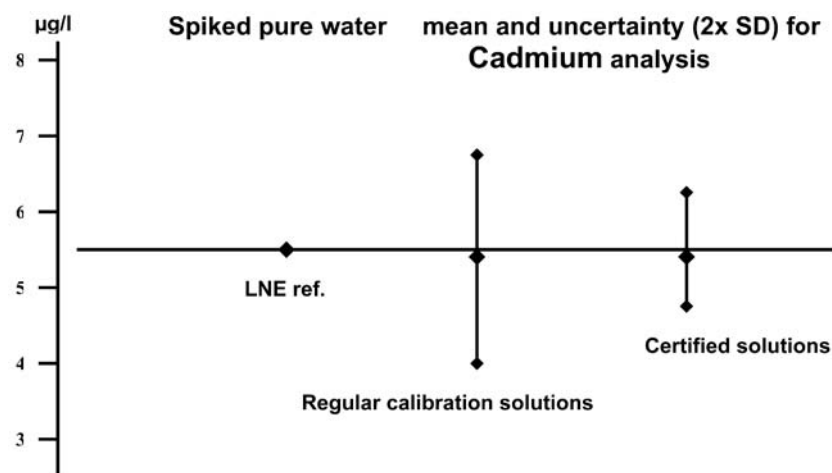 µg/l
Spiked pure water mean and uncertainty (2x SD) for
Cadmium analysis
8
7
6
5
4
3
LNE ref.
Certified solutions
Regular calibration solutions